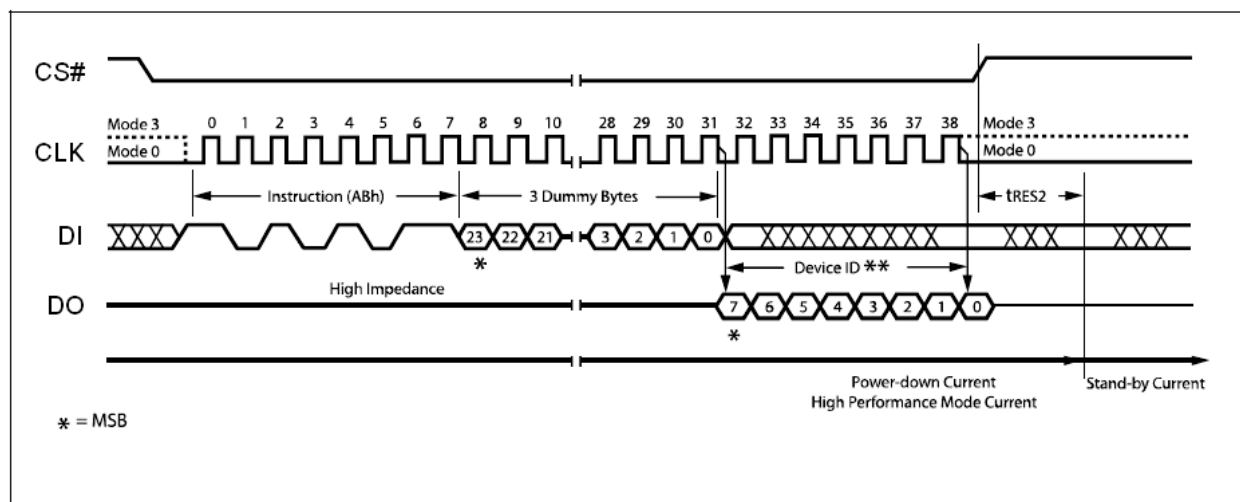 CS#
Mode 3 0 1 2 3 4 5 6 7 8 9 10 28 29 30 31 32 33 34 35 36 37 38 Mode 3
CLK Mode 0 Mode 0
Instruction (ABh) 3 Dummy Bytes tRES2
DI 23 22 21 3 2 1 0
* Device ID **
High Impedance
DO 7 6 5 4 3 2 1 0
*
Power-down Current Stand-by Current
High Performance Mode Current
* = MSB